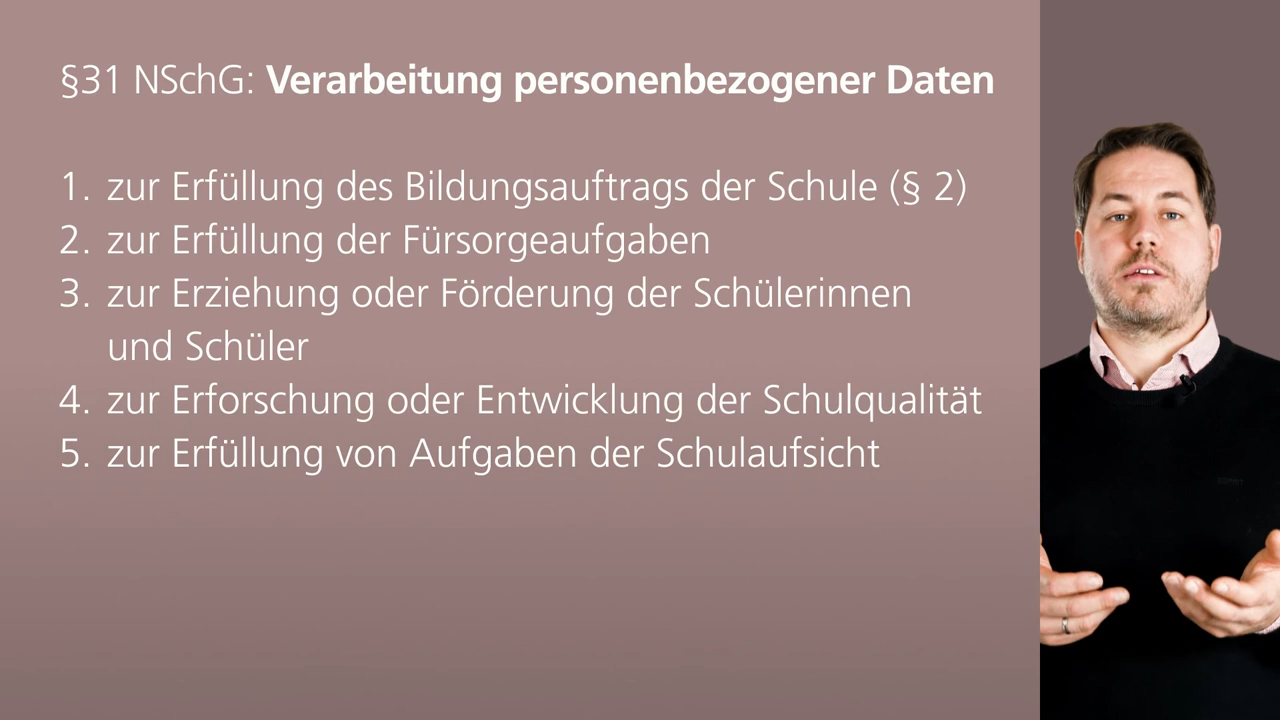 §31 NSchG: Verarbeitung personenbezogener Daten
1. zur Erfüllung des Bildungsauftrags der Schule (§ 2)
2. zur Erfüllung der Fürsorgeaufgaben
3. zur Erziehung oder Förderung der Schülerinnen
und Schüler
4. zur Erforschung oder Entwicklung der Schulqualität
5. zur Erfüllung von Aufgaben der Schulaufsicht